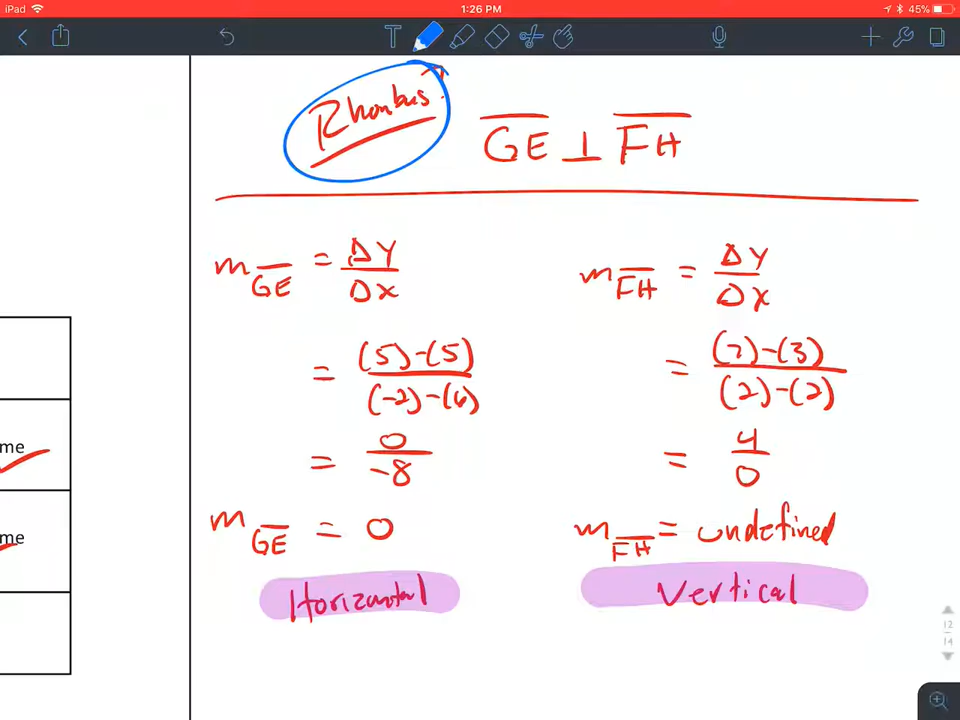 iPad 1:26 PM 45%
T
Rhombus?
GE ⊥ FH
m GE = ΔY/ΔX
= (5)-(5)/(-2)-(6)
= 0/-8
m GE = 0
Horizontal
m FH = ΔY/ΔX
= (7)-(3)/(2)-(2)
= 4/0
m FH = undefined
Vertical
me
me
12
14